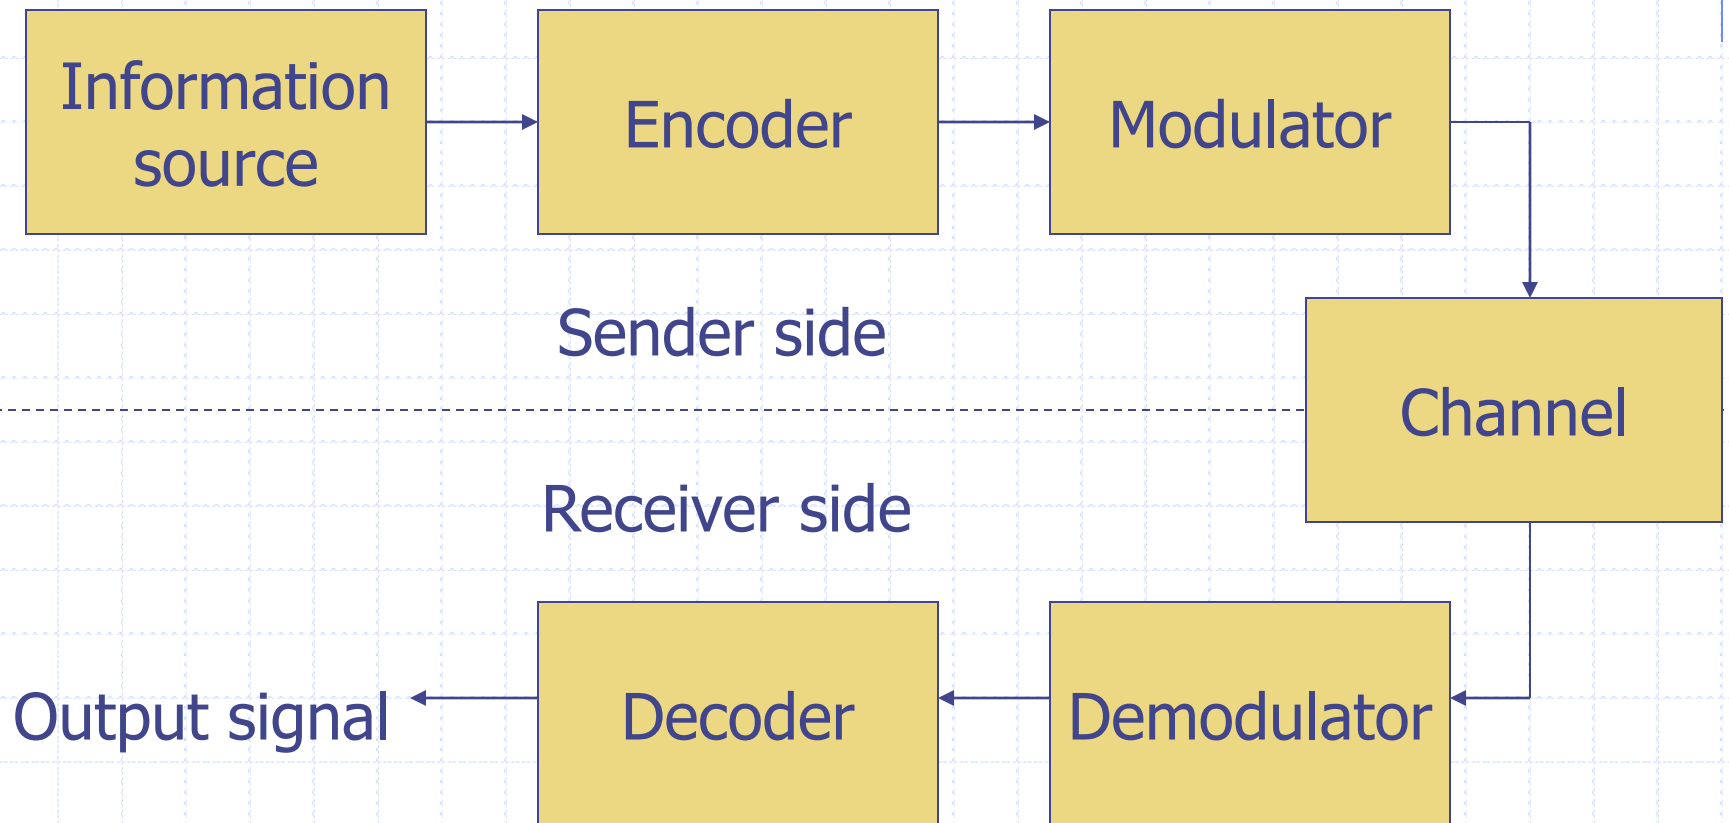 Information
source
Encoder
Modulator
Sender side
Channel
Receiver side
Output signal
Decoder
Demodulator